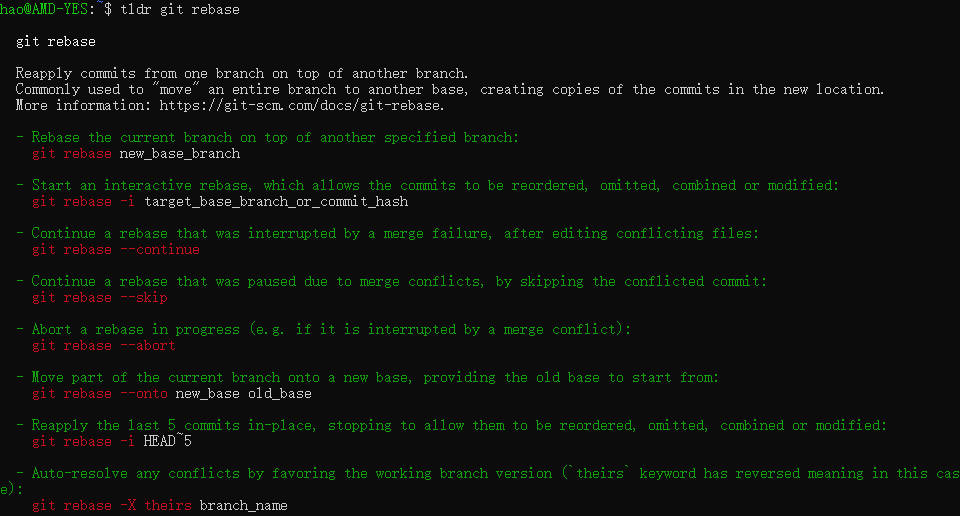 hao@AMD-YES:~$ tldr git rebase
git rebase
Reapply commits from one branch on top of another branch.
Commonly used to "move" an entire branch to another base, creating copies of the commits in the new location.
More information: https://git-scm.com/docs/git-rebase.
- Rebase the current branch on top of another specified branch:
git rebase new_base_branch
- Start an interactive rebase, which allows the commits to be reordered, omitted, combined or modified:
git rebase -i target_base_branch_or_commit_hash
- Continue a rebase that was interrupted by a merge failure, after editing conflicting files:
git rebase --continue
- Continue a rebase that was paused due to merge conflicts, by skipping the conflicted commit:
git rebase --skip
- Abort a rebase in progress (e.g. if it is interrupted by a merge conflict):
git rebase --abort
- Move part of the current branch onto a new base, providing the old base to start from:
git rebase --onto new_base old_base
- Reapply the last 5 commits in-place, stopping to allow them to be reordered, omitted, combined or modified:
git rebase -i HEAD~5
- Auto-resolve any conflicts by favoring the working branch version (`theirs` keyword has reversed meaning in this cas
e):
git rebase -X theirs branch_name